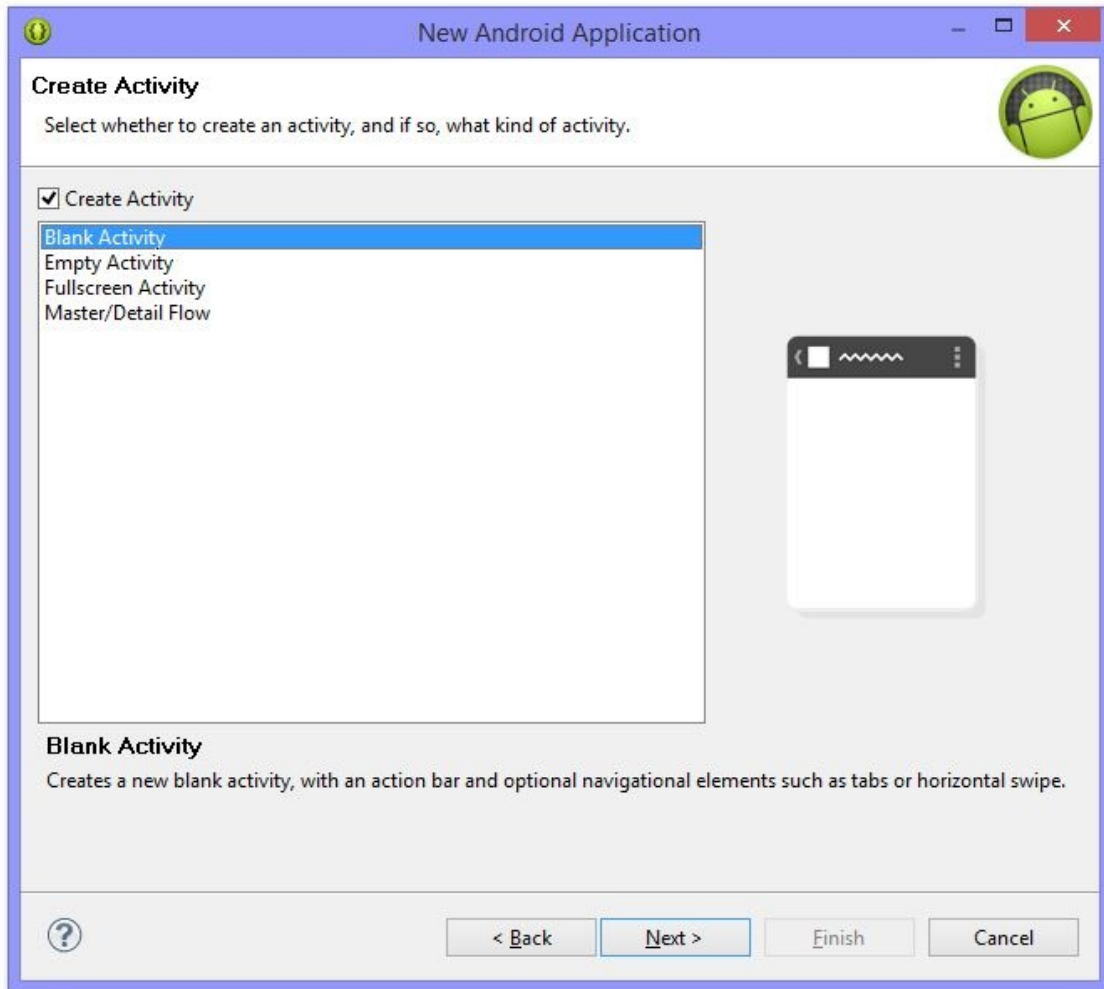 New Android Application
Create Activity
Select whether to create an activity, and if so, what kind of activity.
Create Activity
Blank Activity
Empty Activity
Fullscreen Activity
Master/Detail Flow
Blank Activity
Creates a new blank activity, with an action bar and optional navigational elements such as tabs or horizontal swipe.
< Back Next > Finish Cancel